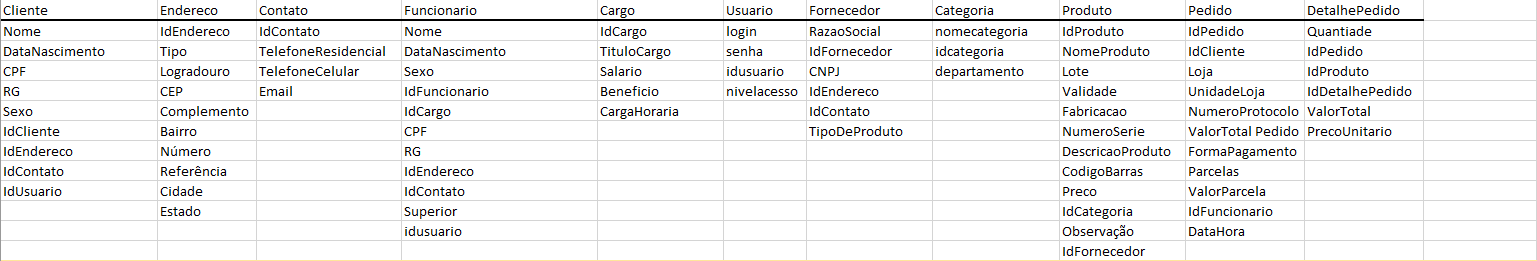 Cliente Endereco Contato Funcionario Cargo Usuario Fornecedor Categoria Produto Pedido DetalhePedido
Nome IdEndereco IdContato Nome IdCargo login RazaoSocial nomecategoria IdProduto IdPedido Quantiade
DataNascimento Tipo TelefoneResidencial DataNascimento TituloCargo senha IdFornecedor idcategoria NomeProduto IdCliente IdPedido
CPF Logradouro TelefoneCelular Sexo Salario idusuario CNPJ departamento Lote Loja IdProduto
RG CEP Email IdFuncionario Beneficio nivelacesso IdEndereco Validade UnidadeLoja IdDetalhePedido
Sexo Complemento IdCargo CargaHoraria IdContato Fabricacao NumeroProtocolo ValorTotal
IdCliente Bairro CPF TipoDeProduto NumeroSerie ValorTotal Pedido PrecoUnitario
IdEndereco Número RG DescricaoProduto FormaPagamento
IdContato Referência IdEndereco CodigoBarras Parcelas
IdUsuario Cidade IdContato Preco ValorParcela
Estado Superior IdCategoria IdFuncionario
idusuario Observação DataHora
IdFornecedor